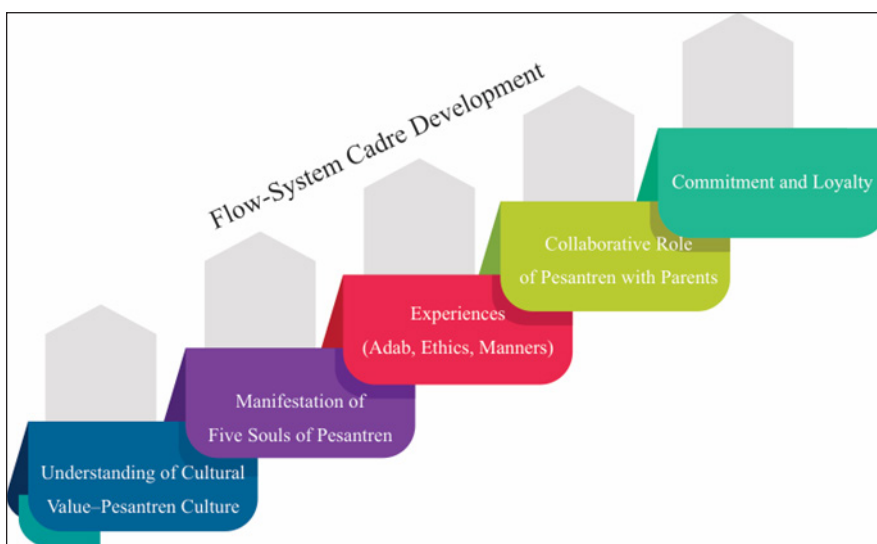 Flow-System Cadre Development
Understanding of Cultural
Value–Pesantren Culture
Manifestation of
Five Souls of Pesantren
Experiences
(Adab, Ethics, Manners)
Collaborative Role
of Pesantren with Parents
Commitment and Loyalty